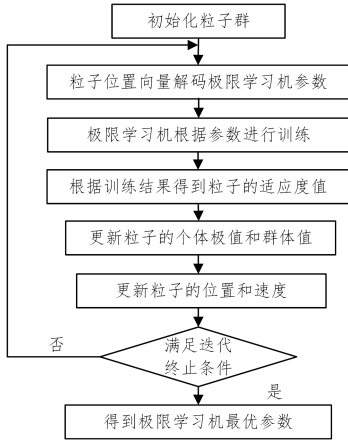 初始化粒子群
粒子位置向量解码极限学习机参数
极限学习机根据参数进行训练
根据训练结果得到粒子的适应度值
更新粒子的个体极值和群体值
更新粒子的位置和速度
否
满足迭代
终止条件
是
得到极限学习机最优参数